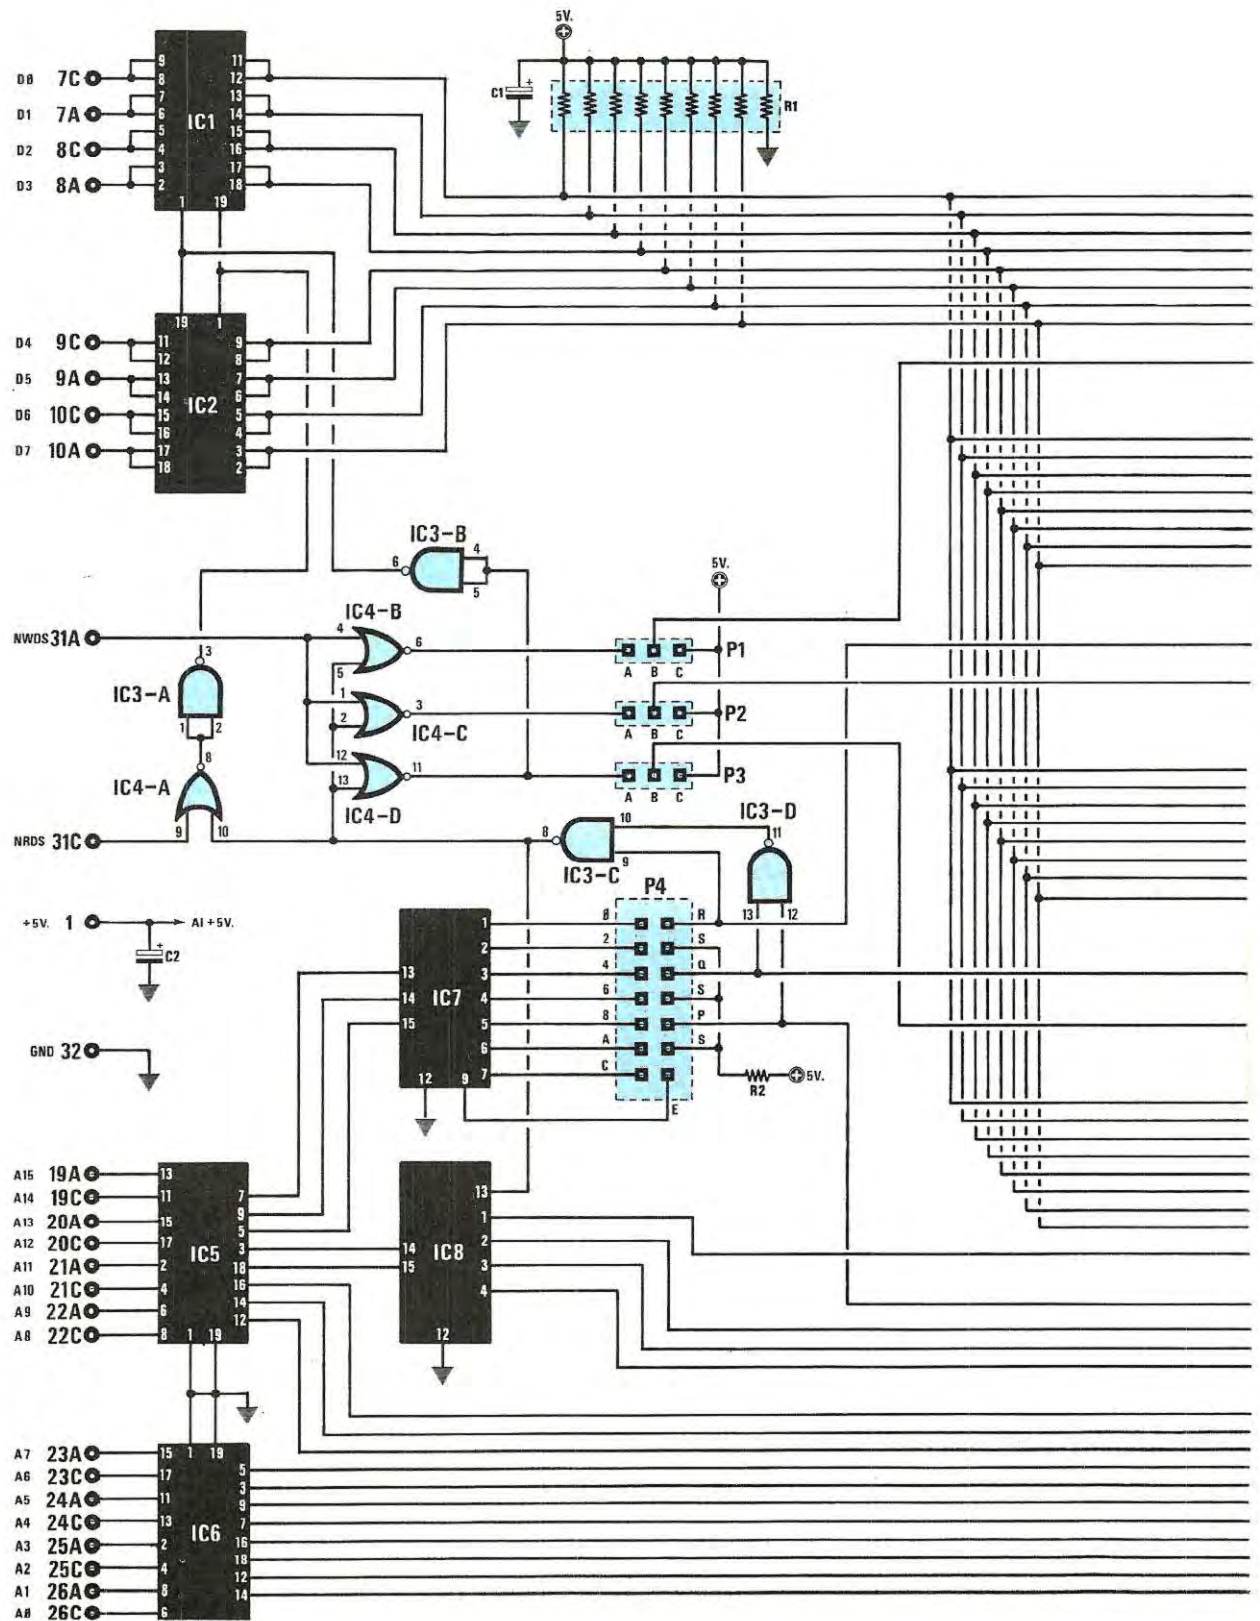 5V.
C1 + R1
D0 7C 9 8 11 12
D1 7A 7 6 IC1 13 14
D2 8C 5 4 15 16
D3 8A 3 2 17 18
1 19
19 1
D4 9C 11 12 9 8
D5 9A 13 14 IC2 7 6
D6 10C 15 16 5 4
D7 10A 17 18 3 2
IC3-B
6 4 5
5V.
IC4-B
NWDS 31A 4 5 6 P1
A B C
3
IC3-A
1 2
1 2 3 P2
IC4-C
A B C
8
12 13 11 P3
IC4-A
IC4-D
A B C
IC3-D
NRDS 31C 9 10 8 10 9 11
IC3-C
P4
13 12
+5V. 1 AI +5V.
+ C2
1 0 R
2 2 S
13 3 4 Q
14 IC7 4 6 S
15 5 8 P
6 A S
7 C
12 9 E
R2 5V.
GND 32
A15 19A 13
A14 19C 11 7
A13 20A 15 9
A12 20C 17 5
A11 21A 2 IC5 3
A10 21C 4 18
A9 22A 6 16
A8 22C 8 14
1 19 12
13
1
14 IC8 2
15 3
4
12
A7 23A 15 1 19 5
A6 23C 17 3
A5 24A 11 9
A4 24C 13 IC6 7
A3 25A 2 16
A2 25C 4 18
A1 26A 8 12
A0 26C 6 14